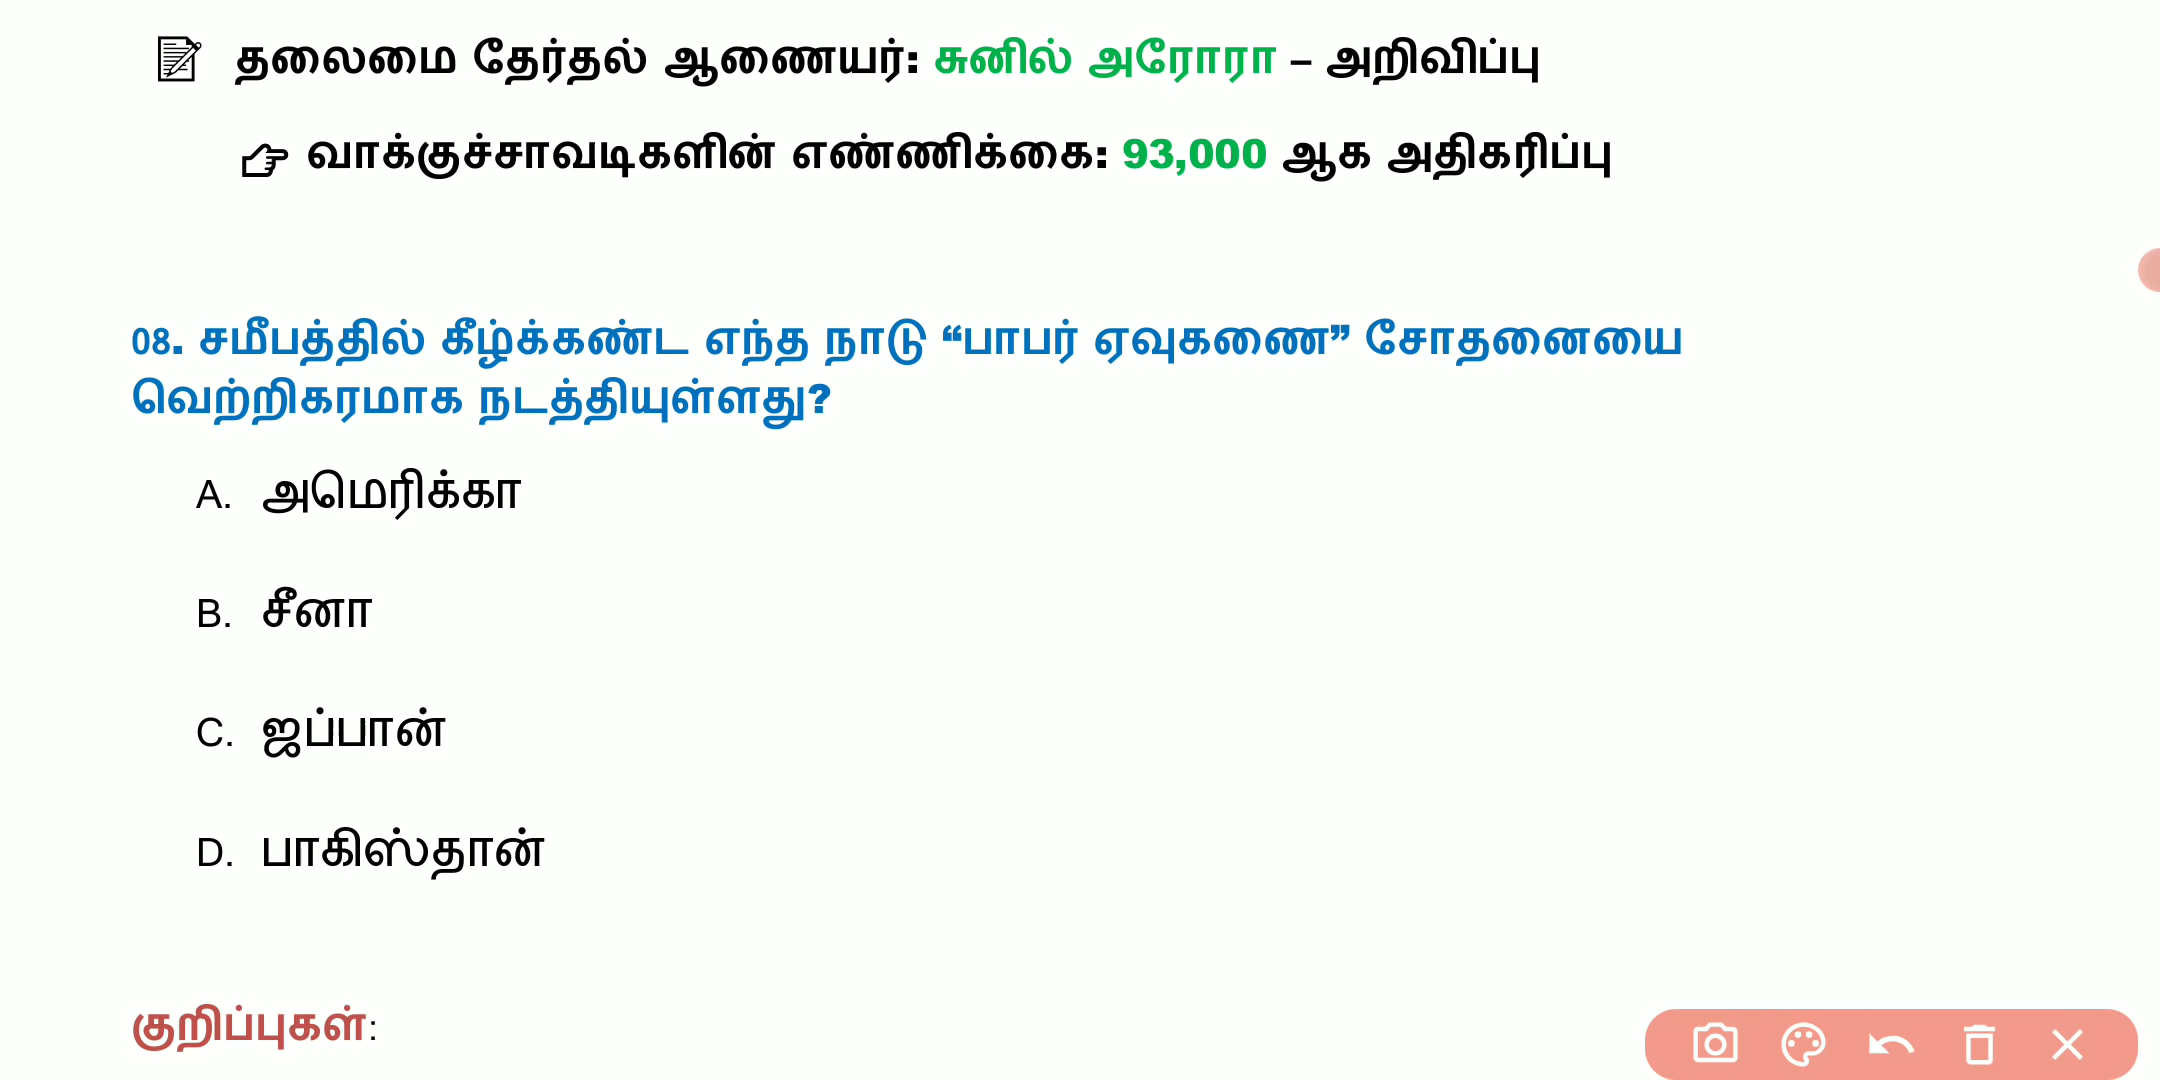 தலைமை தேர்தல் ஆணையர்: சுனில் அரோரா – அறிவிப்பு
வாக்குச்சாவடிகளின் எண்ணிக்கை: 93,000 ஆக அதிகரிப்பு
08. சமீபத்தில் கீழ்க்கண்ட எந்த நாடு “பாபர் ஏவுகணை” சோதனையை
வெற்றிகரமாக நடத்தியுள்ளது?
A. அமெரிக்கா
B. சீனா
C. ஜப்பான்
D. பாகிஸ்தான்
குறிப்புகள்: